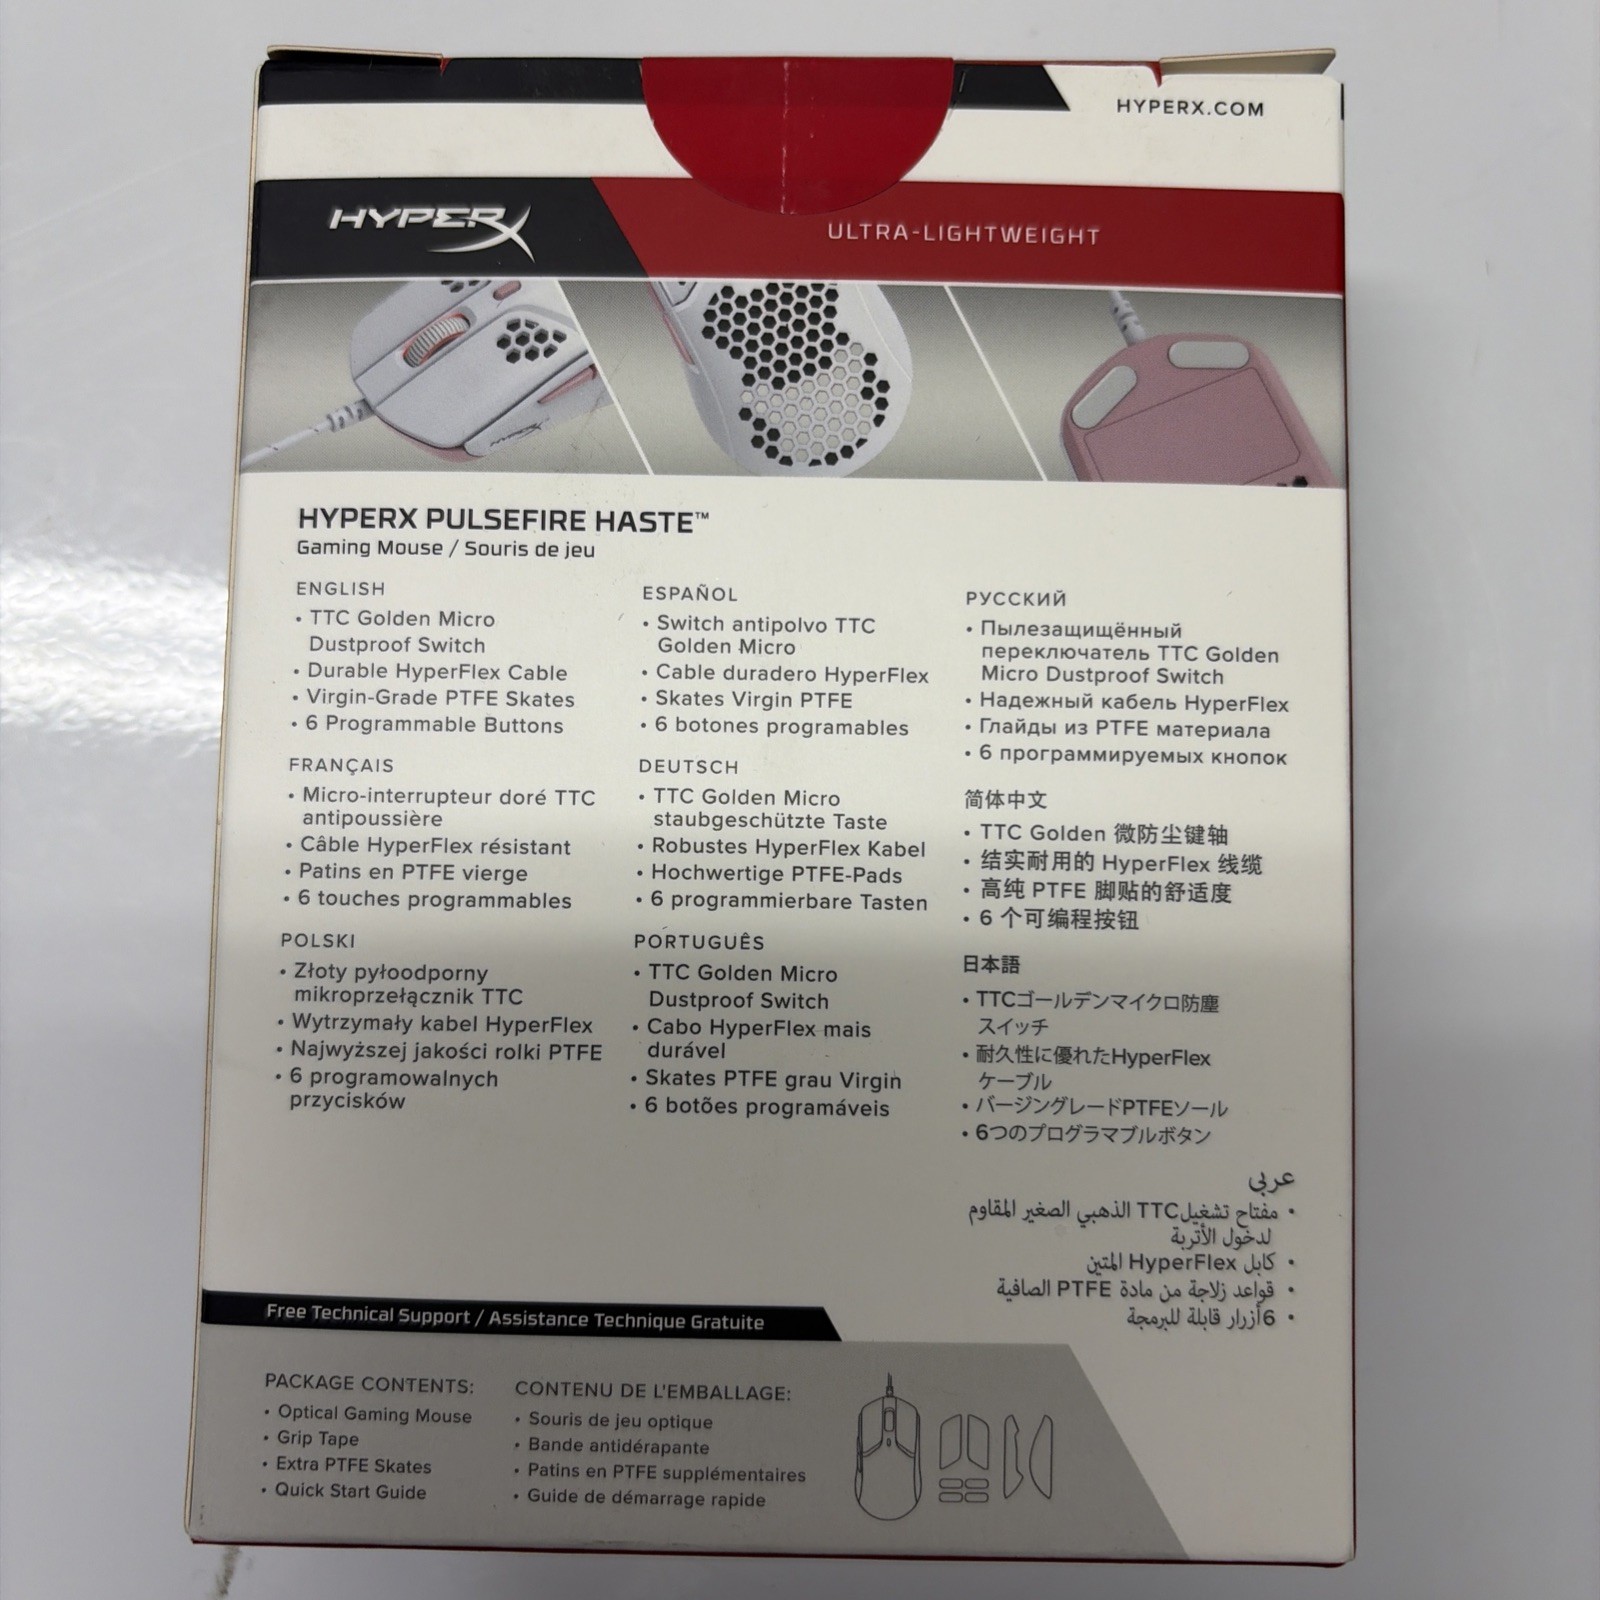 HYPERX.COM
HYPERX
ULTRA-LIGHTWEIGHT
HYPERX
HYPERX PULSEFIRE HASTE™
Gaming Mouse / Souris de jeu
ENGLISH
• TTC Golden Micro
Dustproof Switch
• Durable HyperFlex Cable
• Virgin-Grade PTFE Skates
• 6 Programmable Buttons
FRANÇAIS
• Micro-interrupteur doré TTC
antipoussière
• Câble HyperFlex résistant
• Patins en PTFE vierge
• 6 touches programmables
POLSKI
• Złoty pyłoodporny
mikroprzełącznik TTC
• Wytrzymały kabel HyperFlex
• Najwyższej jakości rolki PTFE
• 6 programowalnych
przycisków
ESPAÑOL
• Switch antipolvo TTC
Golden Micro
• Cable duradero HyperFlex
• Skates Virgin PTFE
• 6 botones programables
DEUTSCH
• TTC Golden Micro
staubgeschützte Taste
• Robustes HyperFlex Kabel
• Hochwertige PTFE-Pads
• 6 programmierbare Tasten
PORTUGUÊS
• TTC Golden Micro
Dustproof Switch
• Cabo HyperFlex mais
durável
• Skates PTFE grau Virgin
• 6 botões programáveis
РУССКИЙ
• Пылезащищённый
переключатель TTC Golden
Micro Dustproof Switch
• Надежный кабель HyperFlex
• Глайды из PTFE материала
• 6 программируемых кнопок
简体中文
• TTC Golden 微防尘键轴
• 结实耐用的 HyperFlex 线缆
• 高纯 PTFE 脚贴的舒适度
• 6 个可编程按钮
日本語
• TTCゴールデンマイクロ防塵
スイッチ
• 耐久性に優れたHyperFlex
ケーブル
• バージングレードPTFEソール
• 6つのプログラマブルボタン
عربي
• مفتاح تشغيل TTC الذهبي الصغير المقاوم
لدخول الأتربة
• كابل HyperFlex المتين
• قواعد زلاجة من مادة PTFE الصافية
• 6أزرار قابلة للبرمجة
Free Technical Support / Assistance Technique Gratuite
PACKAGE CONTENTS:
• Optical Gaming Mouse
• Grip Tape
• Extra PTFE Skates
• Quick Start Guide
CONTENU DE L'EMBALLAGE:
• Souris de jeu optique
• Bande antidérapante
• Patins en PTFE supplémentaires
• Guide de démarrage rapide